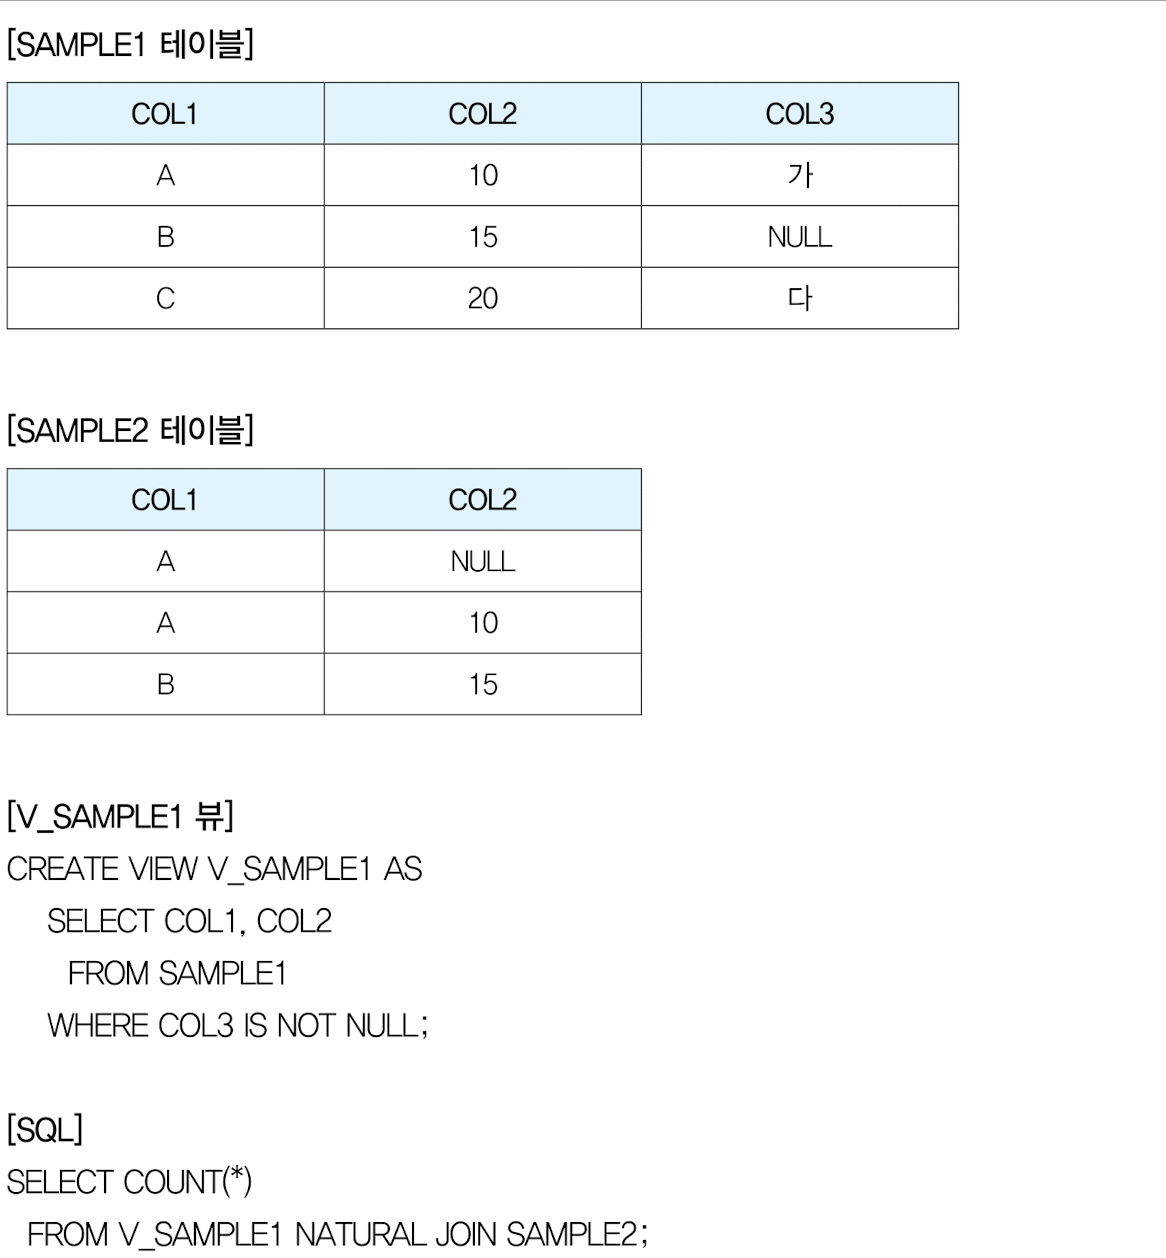 [SAMPLE1 테이블]
COL1 COL2 COL3
A 10 가
B 15 NULL
C 20 다
[SAMPLE2 테이블]
COL1 COL2
A NULL
A 10
B 15
[V_SAMPLE1 뷰]
CREATE VIEW V_SAMPLE1 AS
SELECT COL1, COL2
FROM SAMPLE1
WHERE COL3 IS NOT NULL;
[SQL]
SELECT COUNT(*)
FROM V_SAMPLE1 NATURAL JOIN SAMPLE2;